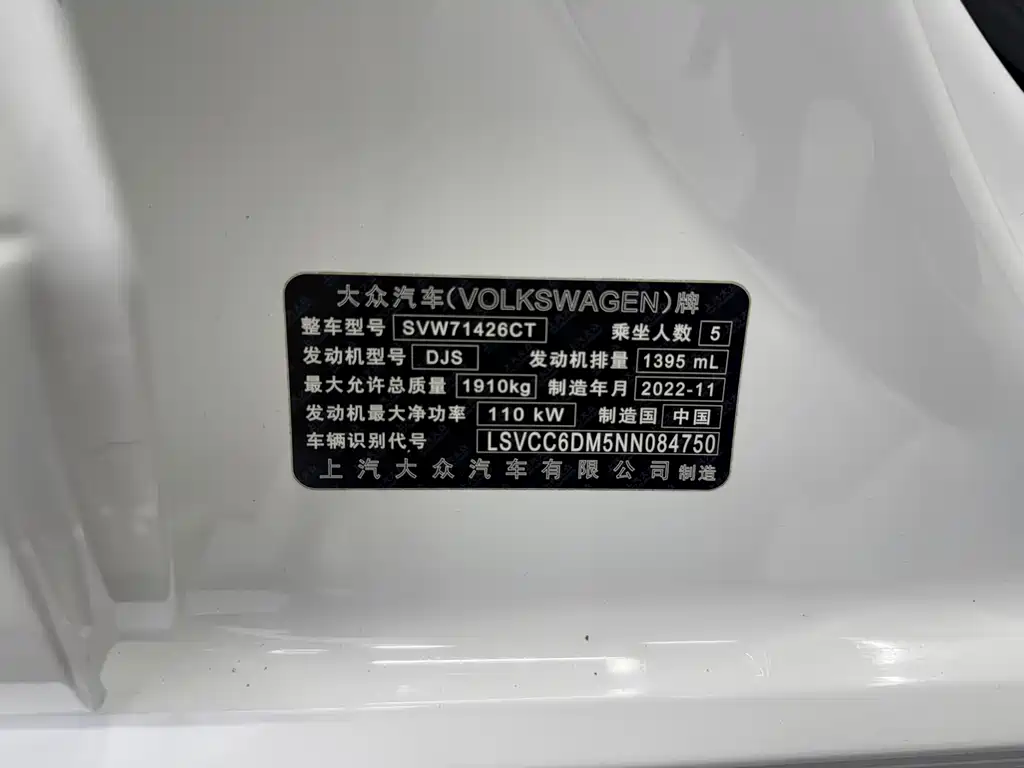 大众汽车(VOLKSWAGEN)牌
整车型号 SVW71426CT 乘坐人数 5
发动机型号 DJS 发动机排量 1395 mL
最大允许总质量 1910kg 制造年月 2022-11
发动机最大净功率 110 kW 制造国 中国
车辆识别代号 LSVCC6DM5NN084750
上汽大众汽车有限公司 制造